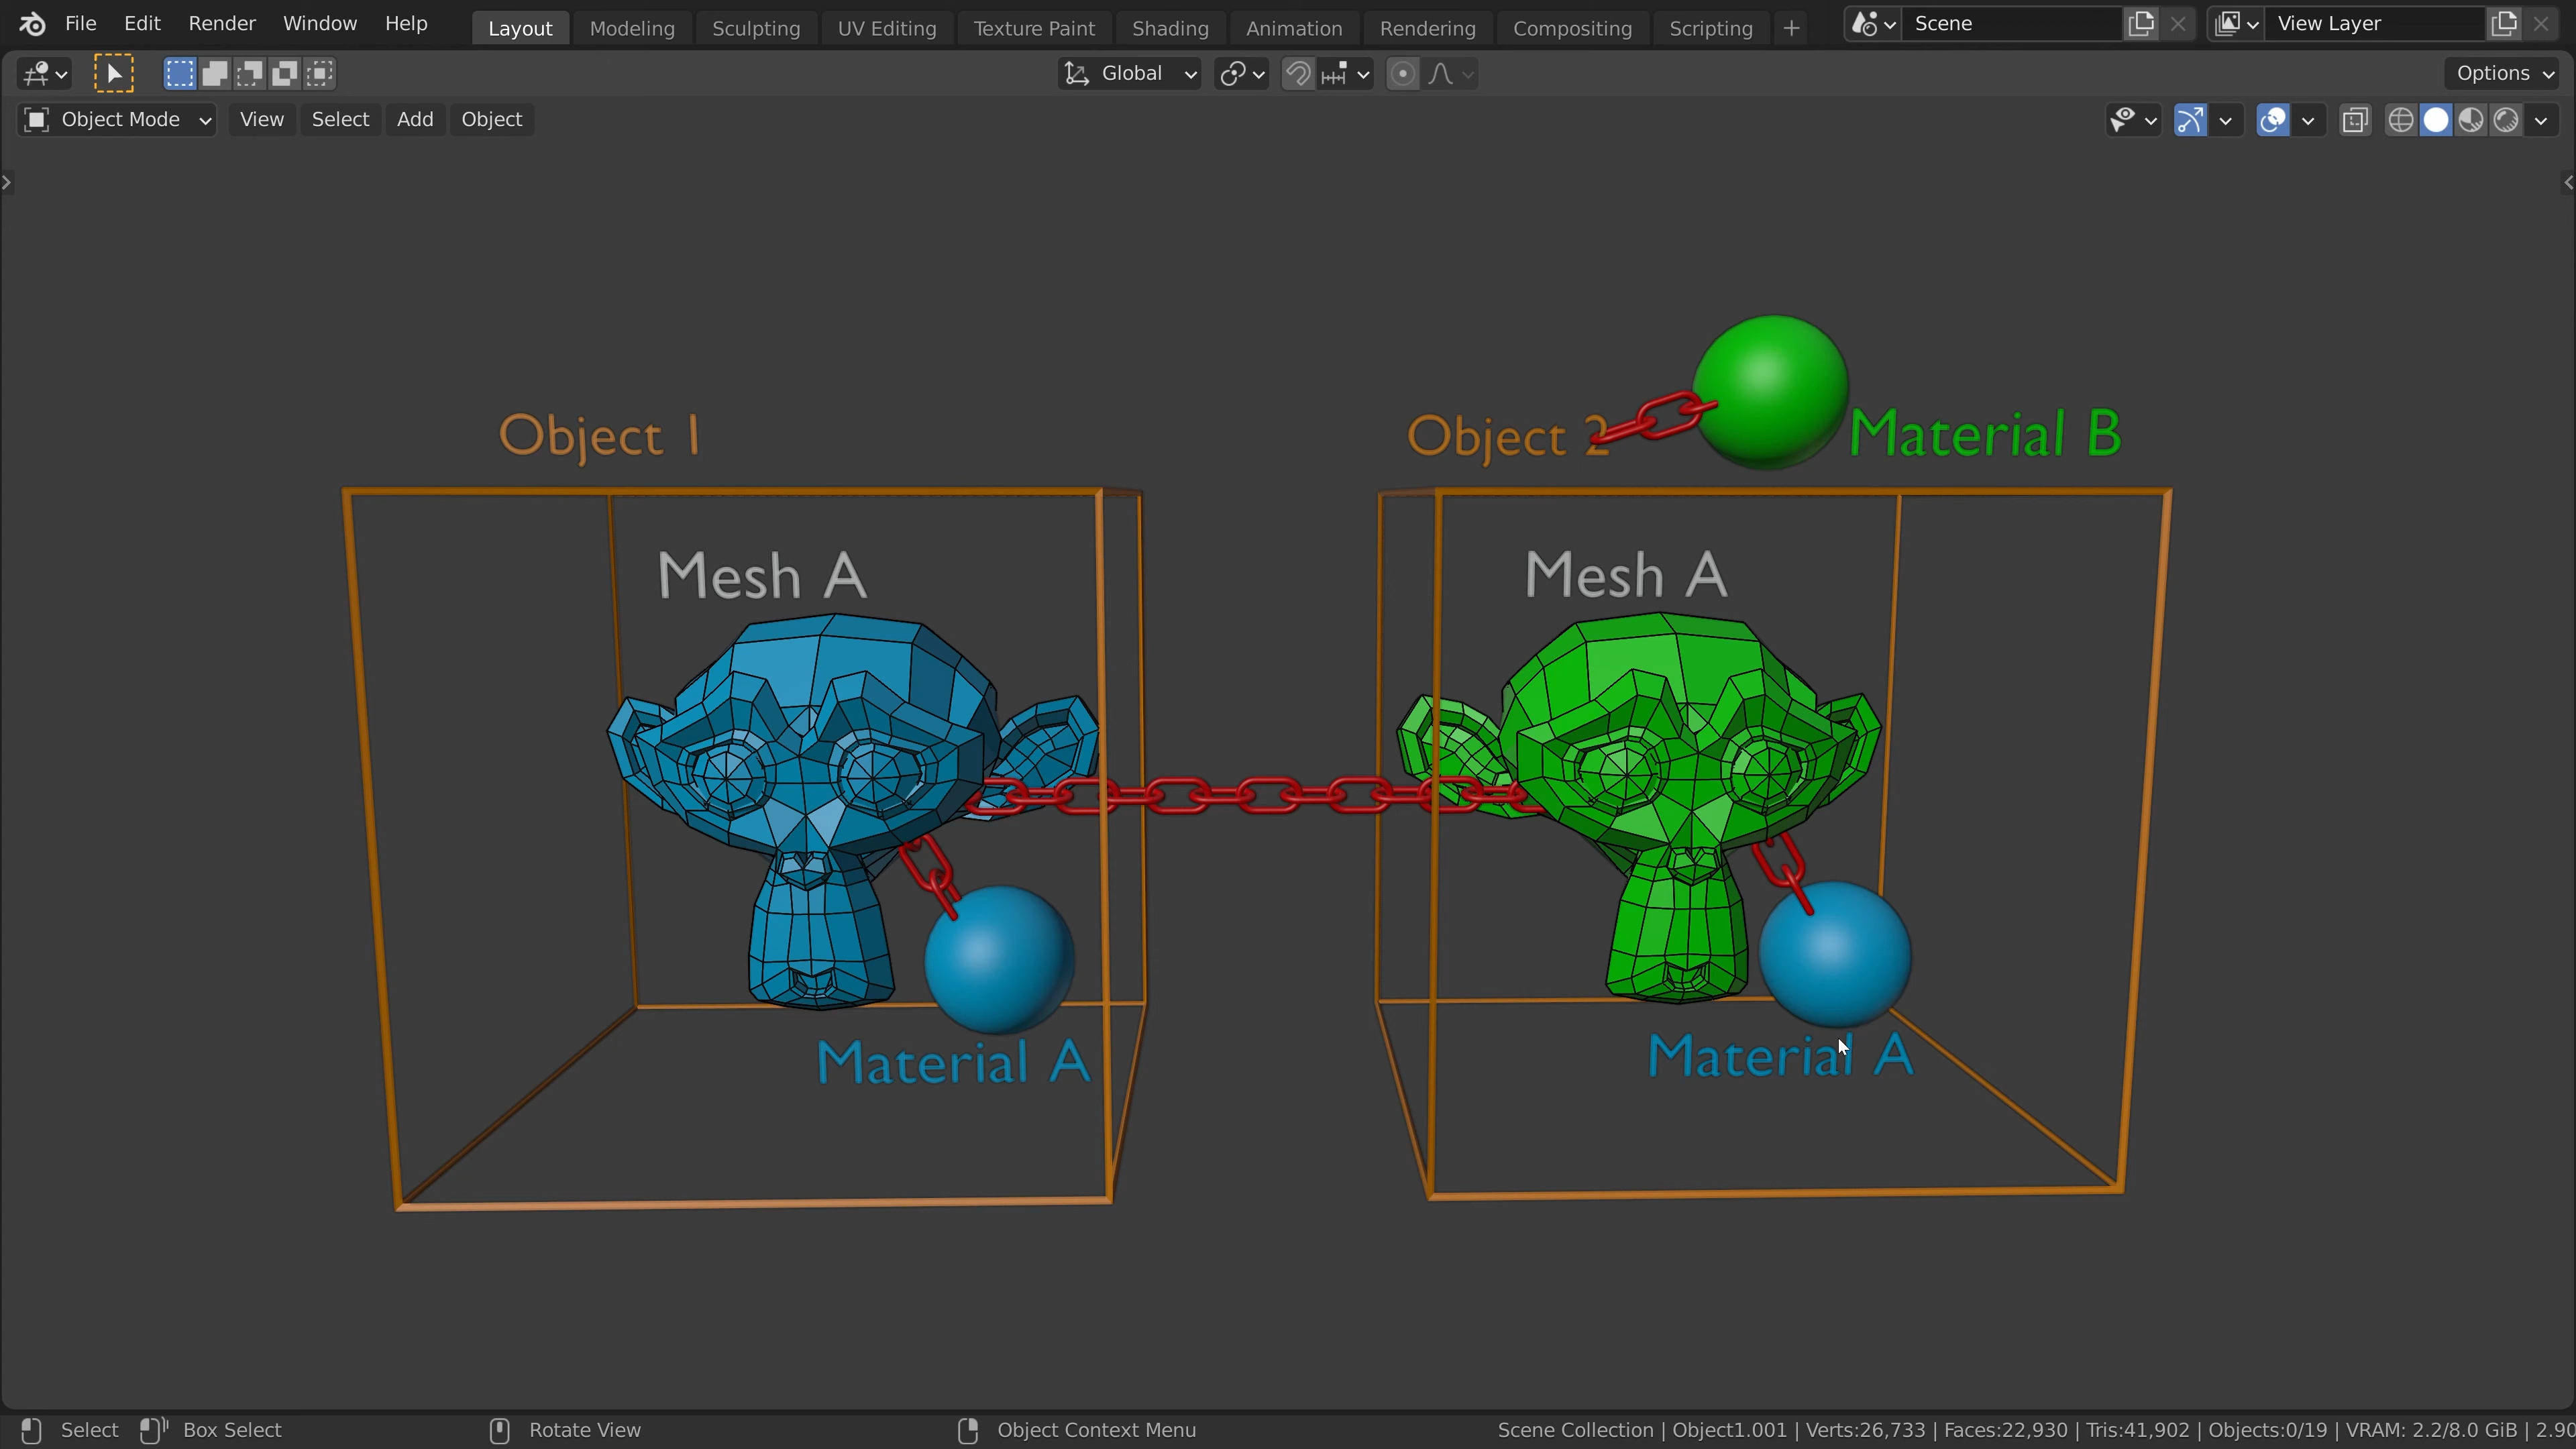 File Edit Render Window Help Layout Modeling Sculpting UV Editing Texture Paint Shading Animation Rendering Compositing Scripting + Scene View Layer
Global Options
Object Mode View Select Add Object
Object 1 Object 2 Material B
Mesh A Mesh A
Material A Material A
Select Box Select Rotate View Object Context Menu Scene Collection | Object1.001 | Verts:26,733 | Faces:22,930 | Tris:41,902 | Objects:0/19 | VRAM: 2.2/8.0 GiB |